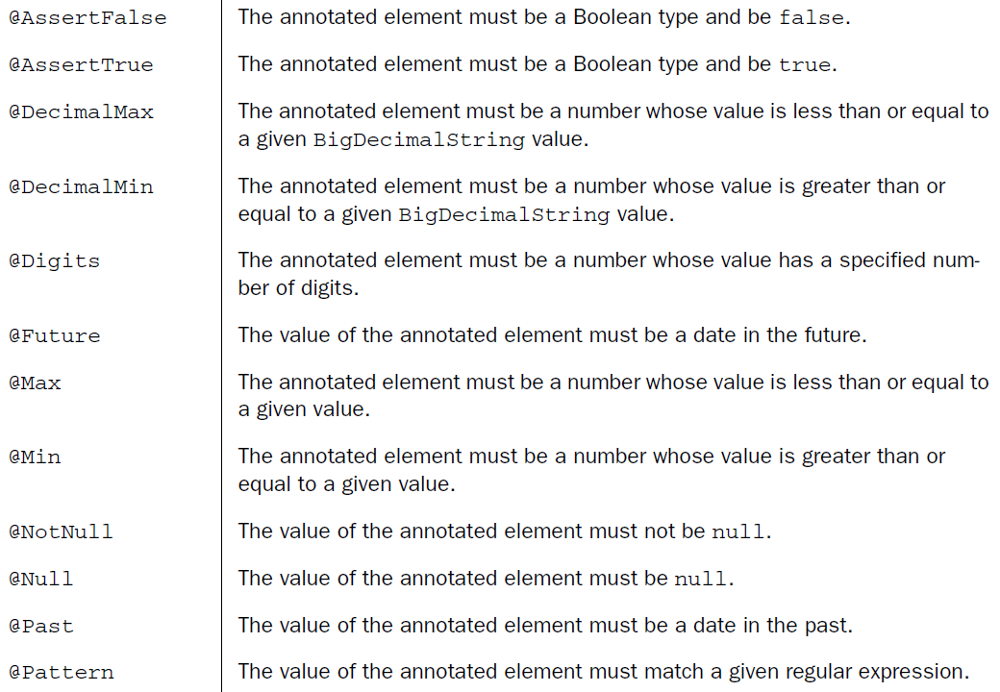 @AssertFalse The annotated element must be a Boolean type and be false.
@AssertTrue The annotated element must be a Boolean type and be true.
@DecimalMax The annotated element must be a number whose value is less than or equal to
a given BigDecimalString value.
@DecimalMin The annotated element must be a number whose value is greater than or
equal to a given BigDecimalString value.
@Digits The annotated element must be a number whose value has a specified num-
ber of digits.
@Future The value of the annotated element must be a date in the future.
@Max The annotated element must be a number whose value is less than or equal to
a given value.
@Min The annotated element must be a number whose value is greater than or
equal to a given value.
@NotNull The value of the annotated element must not be null.
@Null The value of the annotated element must be null.
@Past The value of the annotated element must be a date in the past.
@Pattern The value of the annotated element must match a given regular expression.